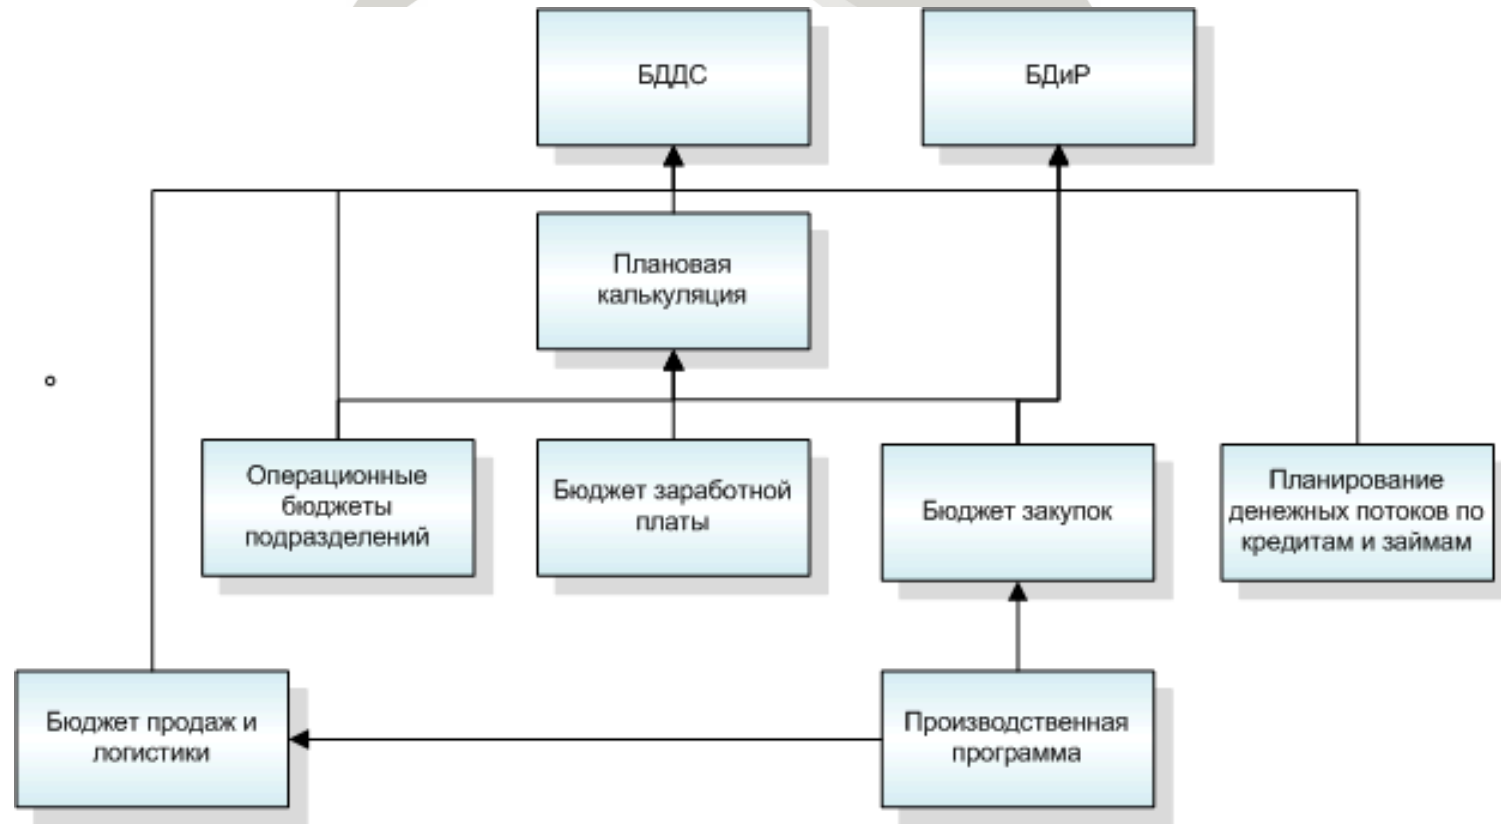 БДДС
БДиР
Плановая
калькуляция
Операционные
бюджеты
подразделений
Бюджет заработной
платы
Бюджет закупок
Планирование
денежных потоков по
кредитам и займам
Бюджет продаж и
логистики
Производственная
программа